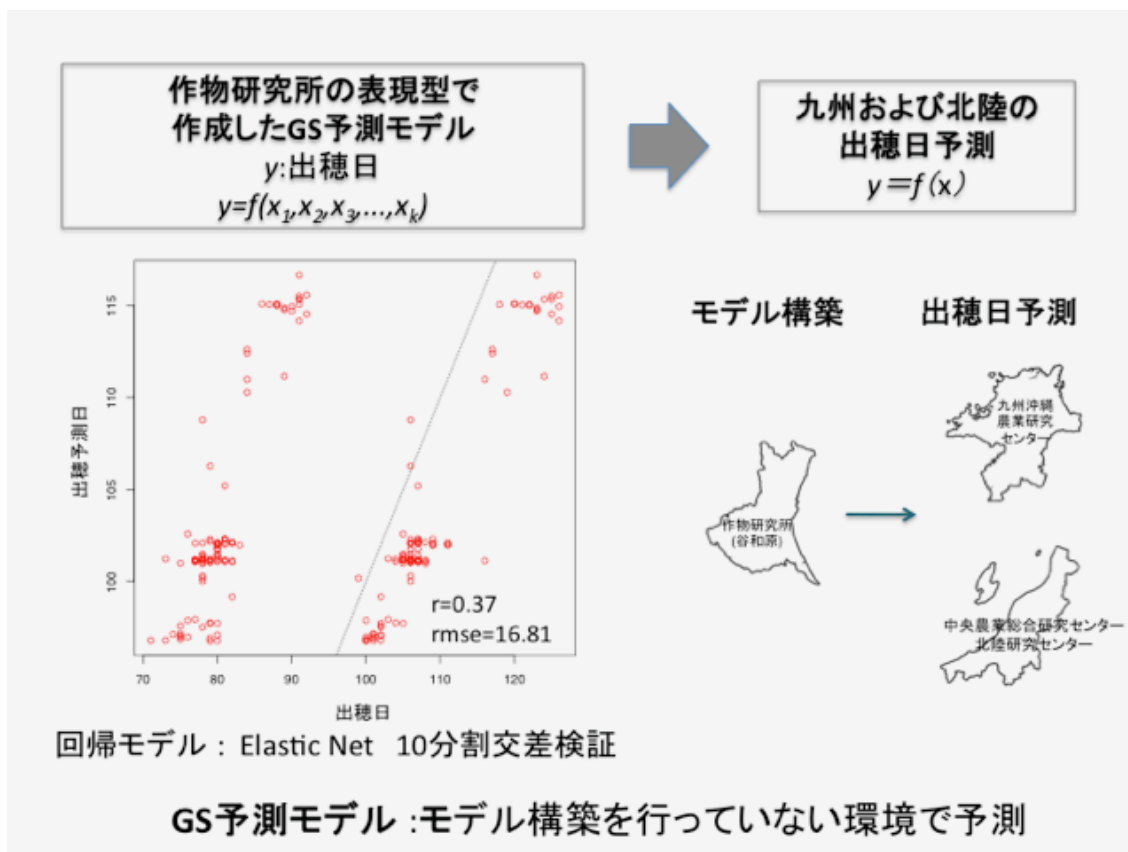 作物研究所の表現型で
作成したGS予測モデル
y:出穂日
y=f(x1,x2,x3,...,xk)
九州および北陸の
出穂日予測
y＝f(x)
115
110
105
100
出穂予測日
r=0.37
rmse=16.81
70 80 90 100 110 120
出穂日
モデル構築
出穂日予測
九州沖縄
農業研究
センター
作物研究所
(谷和原)
中央農業総合研究センター
北陸研究センター
回帰モデル： Elastic Net 10分割交差検証
GS予測モデル :モデル構築を行っていない環境で予測